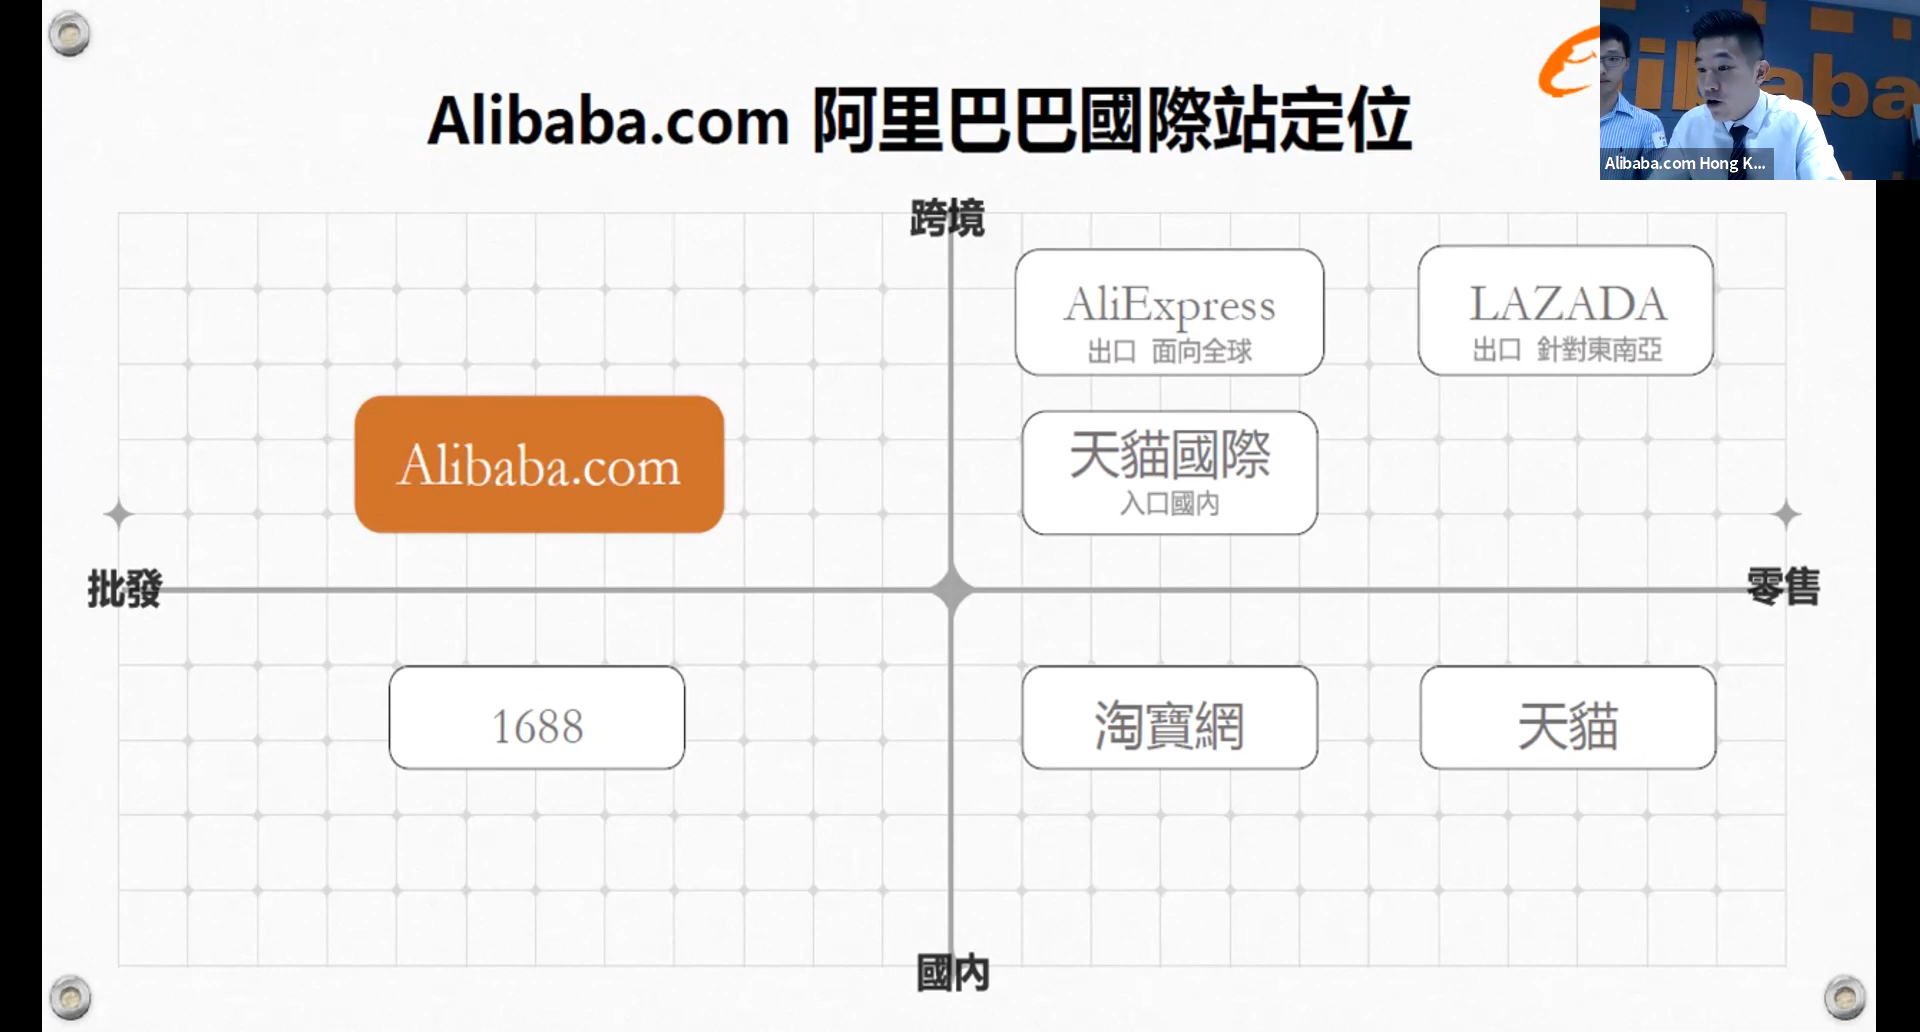 Alibaba.com 阿里巴巴國際站定位
Alibaba.com Hong K...
跨境
AliExpress
出口 面向全球
LAZADA
出口 針對東南亞
Alibaba.com
天貓國際
入口國內
批發
零售
1688
淘寶網
天貓
國內